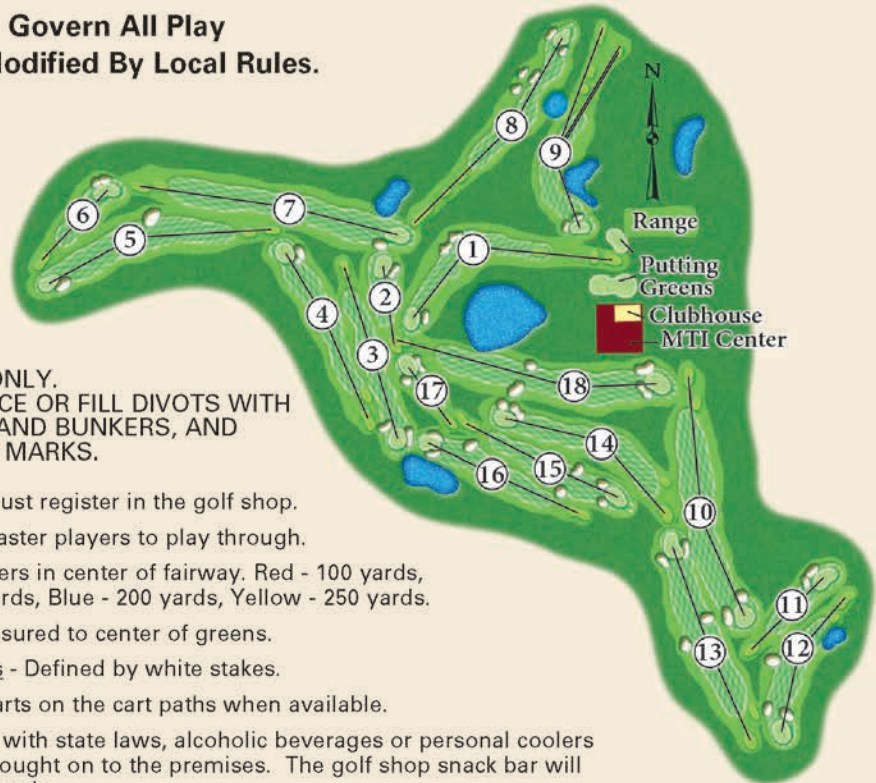 Govern All Play
Modified By Local Rules.
N
8
9
7
6
5
1
Range
Putting
Greens
2
4
Clubhouse
MTI Center
3
ONLY.
CE OR FILL DIVOTS WITH
AND BUNKERS, AND
MARKS.
17
18
14
15
16
10
ust register in the golf shop.
aster players to play through.
ers in center of fairway. Red - 100 yards,
rds, Blue - 200 yards, Yellow - 250 yards.
sured to center of greens.
s - Defined by white stakes.
arts on the cart paths when available.
with state laws, alcoholic beverages or personal coolers
ought on to the premises. The golf shop snack bar will
11
12
13